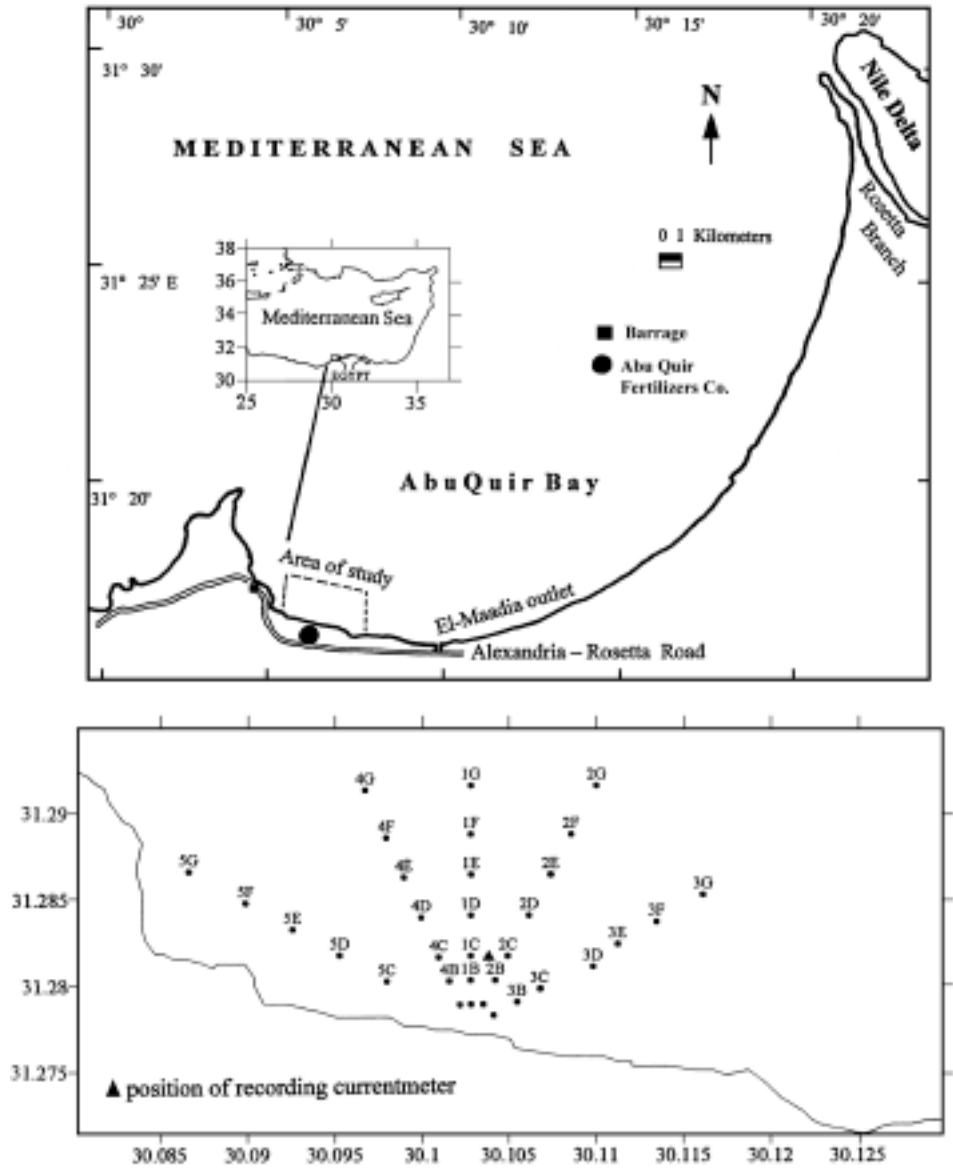 30° 5' 30° 10' 30° 15' 30° 20'
30°
31° 30'
Nile Delta
N
MEDITERRANEAN SEA
Rosetta
Branch
0 1 Kilometers
31° 25' E
38
36
34
32
30
Mediterranean Sea
EGYPT
25 30 35
Barrage
Abu Quir
Fertilizers Co.
AbuQuir Bay
31° 20'
Area of study
El-Maadia outlet
Alexandria – Rosetta Road
4G 1G 2G
31.29
4F 1F 2F
5G 4E 1E 2E 3G
31.285
5F 4D 1D 2D 3F
5E 3E
5D 4C 1C 2C 3D
5C 4B 1B 2B 3C
31.28
3B
31.275
▲ position of recording currentmeter
30.085 30.09 30.095 30.1 30.105 30.11 30.115 30.12 30.125